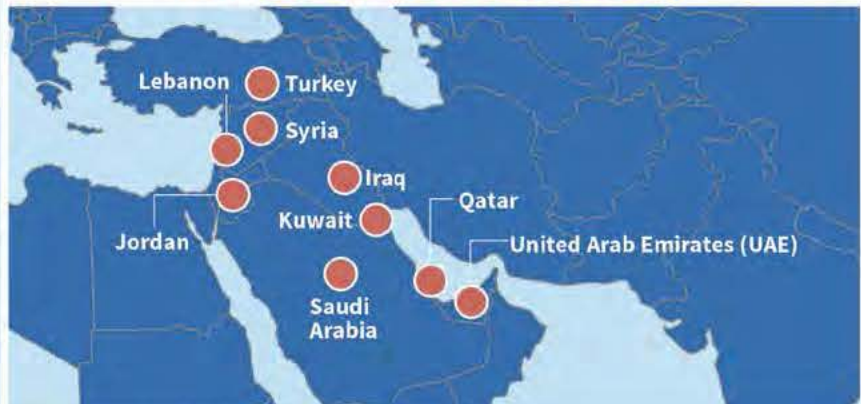 Lebanon
Turkey
Syria
Iraq
Qatar
Kuwait
Jordan
United Arab Emirates (UAE)
Saudi
Arabia